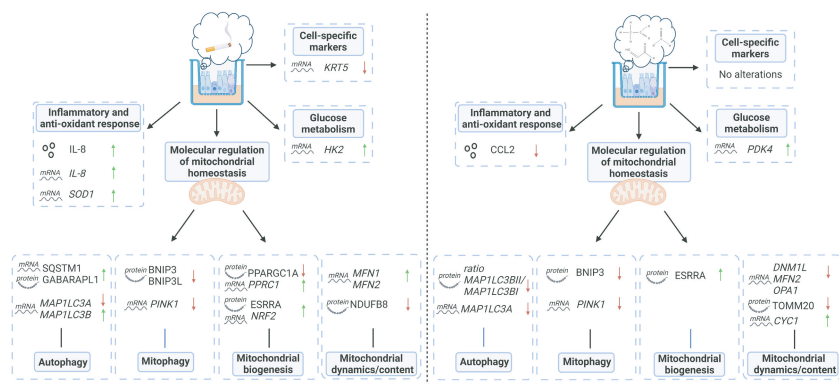 Cell-specific
markers
mRNA KRT5
Inflammatory and
anti-oxidant response
IL-8
mRNA IL-8
mRNA SOD1
Molecular regulation
of mitochondrial
homeostasis
Glucose
metabolism
mRNA HK2
mRNA SQSTM1
protein GABARAPL1
mRNA MAP1LC3A
MAP1LC3B
Autophagy
protein BNIP3
BNIP3L
mRNA PINK1
Mitophagy
protein PPARGC1A
mRNA PPRC1
protein ESRRA
mRNA NRF2
Mitochondrial
biogenesis
mRNA MFN1
MFN2
protein NDUFB8
Mitochondrial
dynamics/content
Cell-specific
markers
No alterations
Inflammatory and
anti-oxidant response
CCL2
Molecular regulation
of mitochondrial
homeostasis
Glucose
metabolism
mRNA PDK4
ratio
protein MAP1LC3BII/
MAP1LC3BI
mRNA MAP1LC3A
Autophagy
protein BNIP3
mRNA PINK1
Mitophagy
protein ESRRA
Mitochondrial
biogenesis
DNM1L
mRNA MFN2
OPA1
protein TOMM20
mRNA CYC1
Mitochondrial
dynamics/content